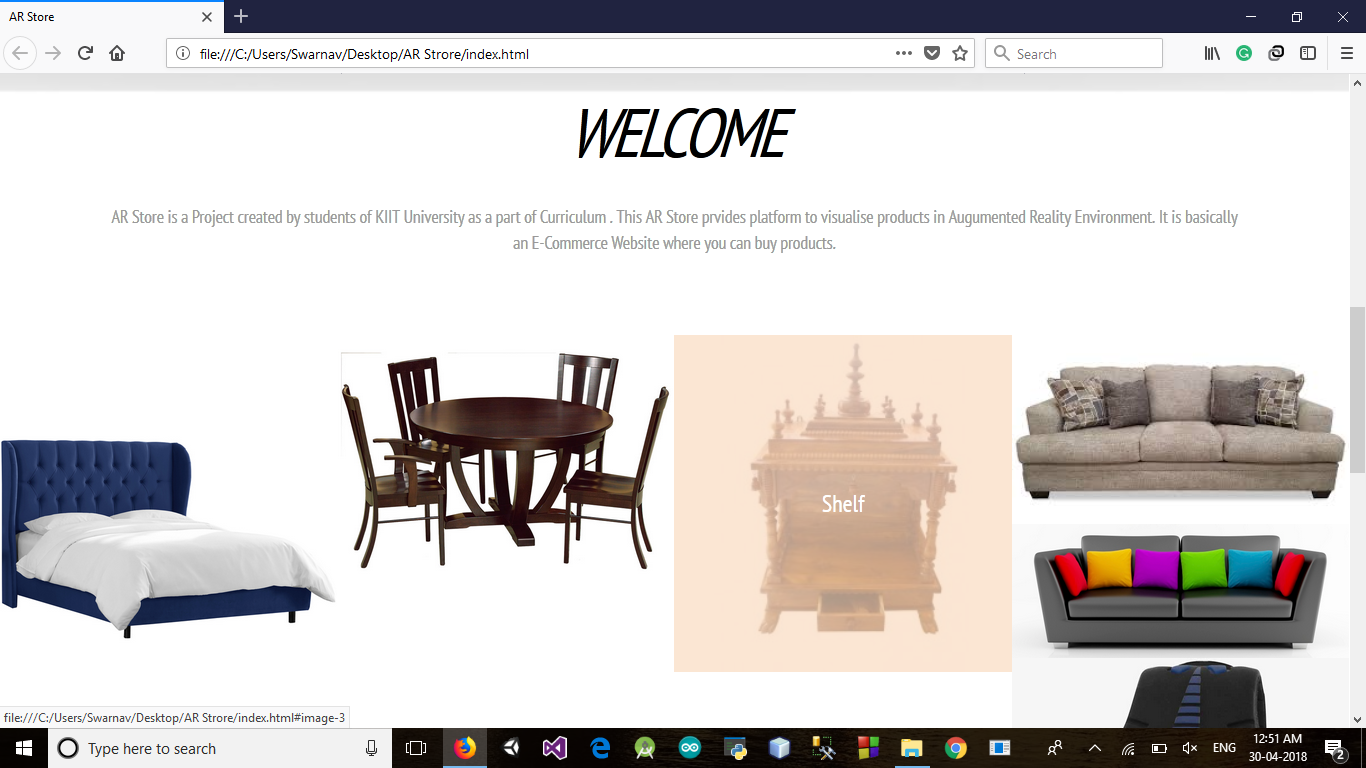 AR Store
file:///C:/Users/Swarnav/Desktop/AR Strore/index.html
Search
WELCOME
AR Store is a Project created by students of KIIT University as a part of Curriculum . This AR Store prvides platform to visualise products in Augumented Reality Environment. It is basically
an E-Commerce Website where you can buy products.
Shelf
file:///C:/Users/Swarnav/Desktop/AR Strore/index.html#image-3
Type here to search
ENG
12:51 AM
30-04-2018
2